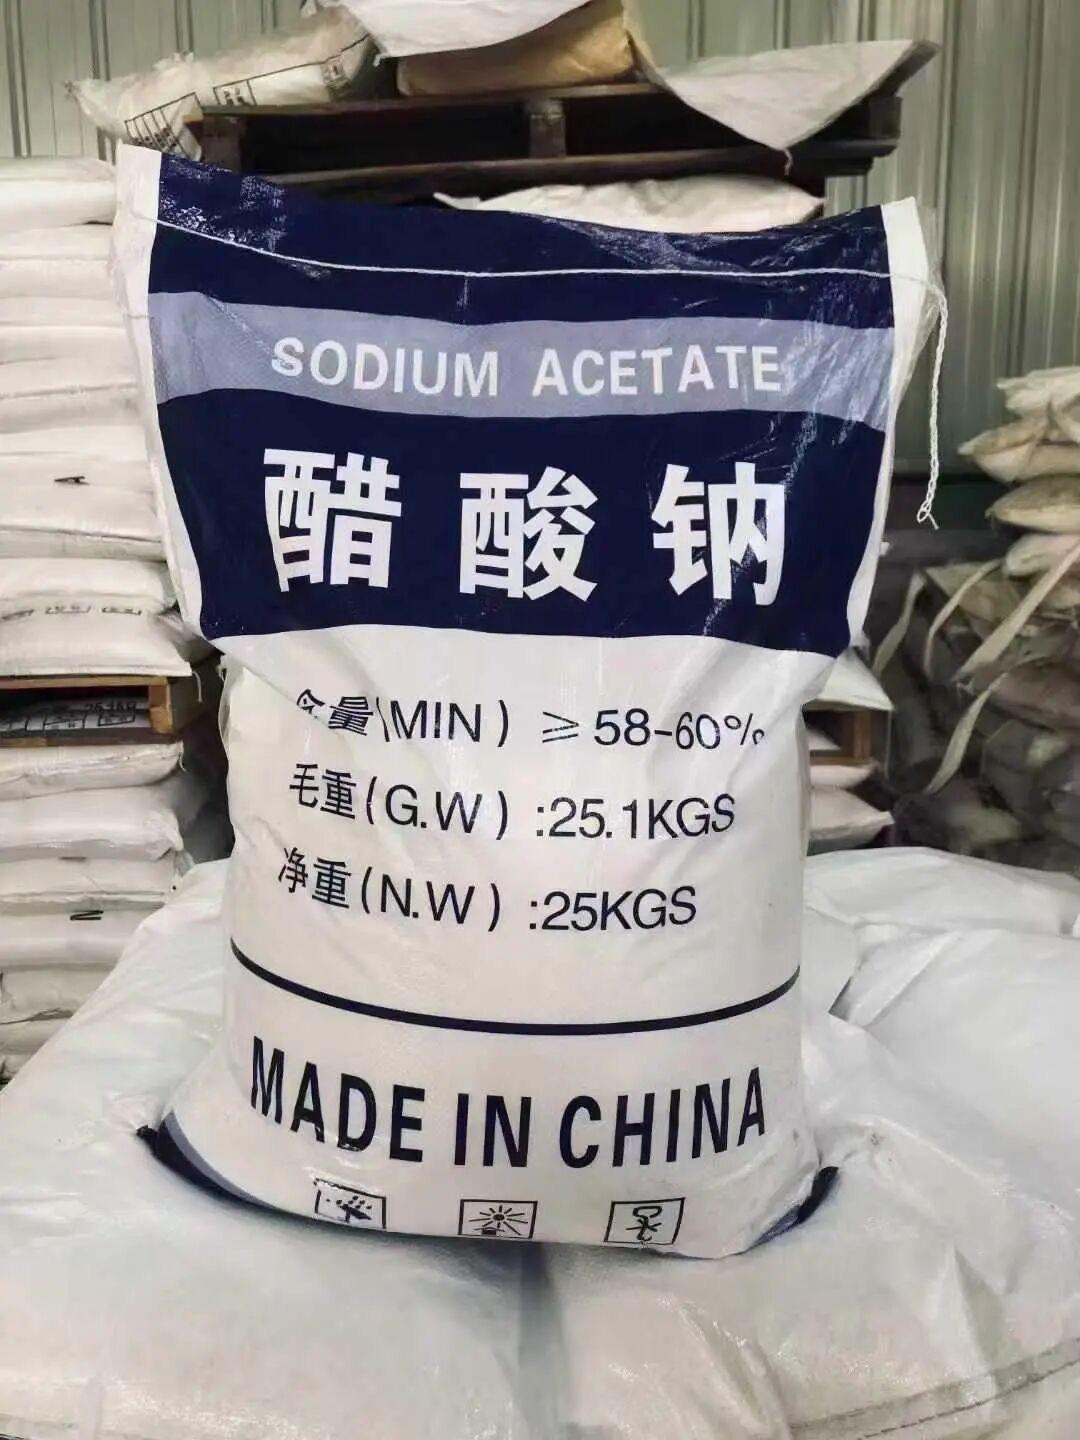 SODIUM ACETATE
醋酸钠
含量(MIN) ≥58-60%
毛重(G.W) :25.1KGS
净重(N.W) :25KGS
MADE IN CHINA